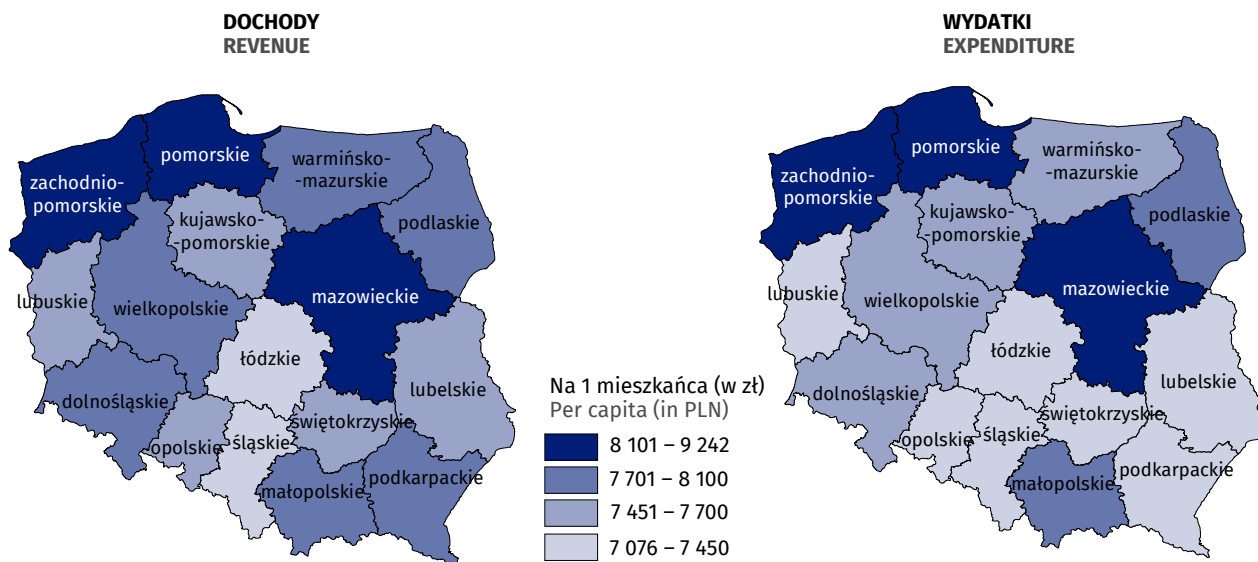 DOCHODY
REVENUE
pomorskie
zachodnio-
pomorskie
warmińsko-
-mazurskie
podlaskie
kujawsko-
-pomorskie
mazowieckie
lubuskie
wielkopolskie
łódzkie
lubelskie
dolnośląskie
opolskie
śląskie
świętokrzyskie
małopolskie
podkarpackie
Na 1 mieszkańca (w zł)
Per capita (in PLN)
8 101 – 9 242
7 701 – 8 100
7 451 – 7 700
7 076 – 7 450
WYDATKI
EXPENDITURE
pomorskie
zachodnio-
pomorskie
warmińsko-
-mazurskie
podlaskie
kujawsko-
-pomorskie
mazowieckie
lubuskie
wielkopolskie
łódzkie
lubelskie
dolnośląskie
opolskie
śląskie
świętokrzyskie
małopolskie
podkarpackie